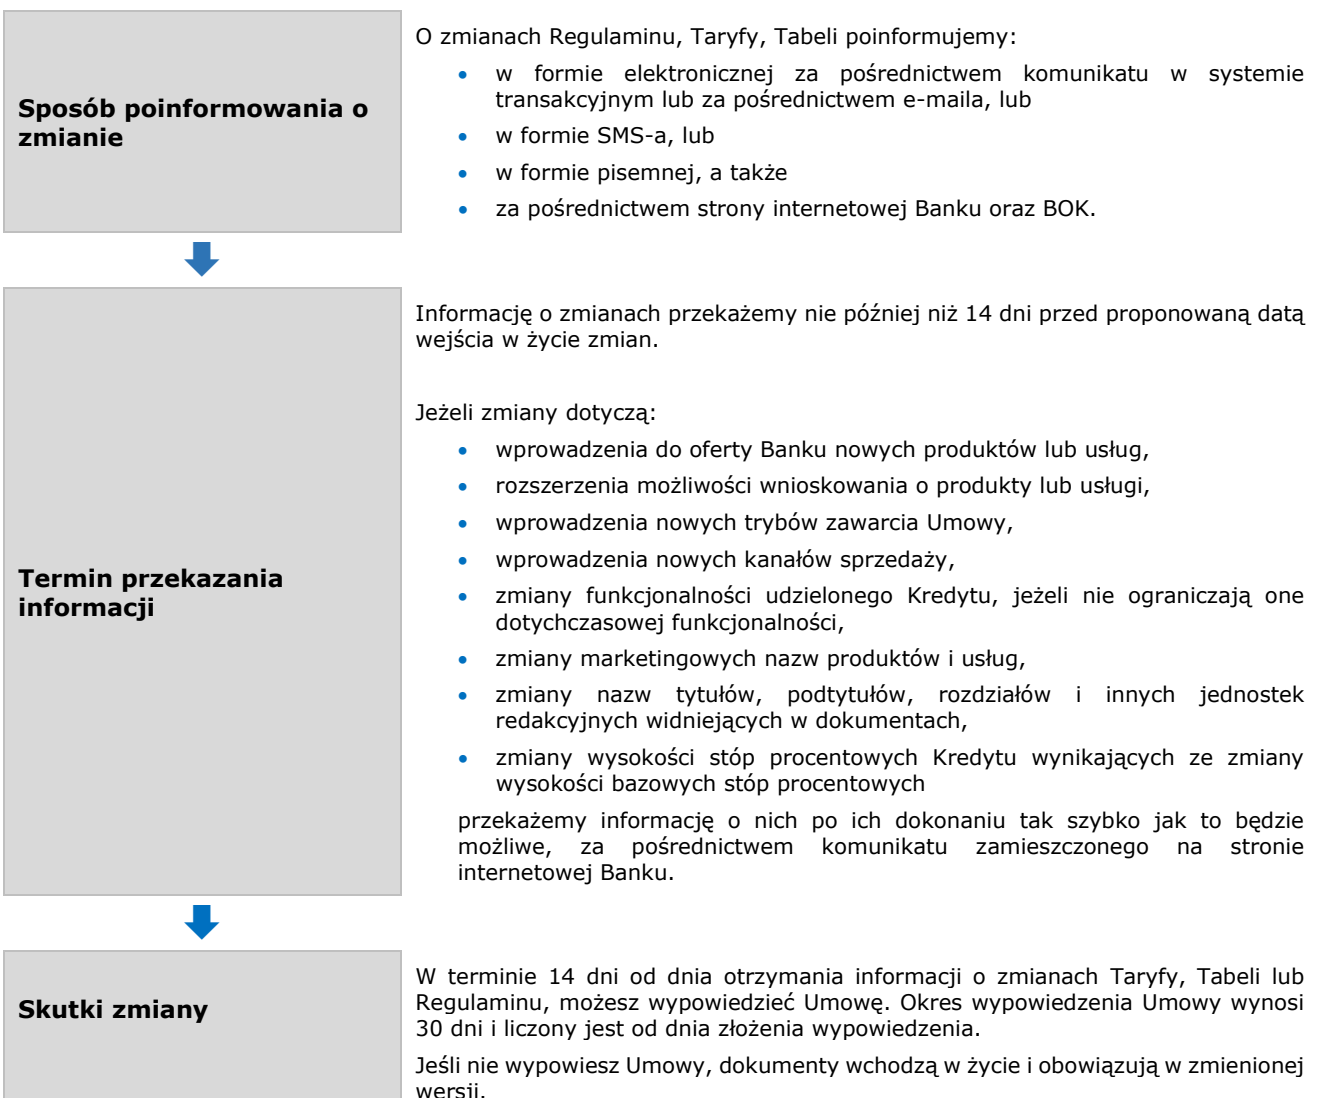 Sposób poinformowania o
zmianie
O zmianach Regulaminu, Taryfy, Tabeli poinformujemy:
• w formie elektronicznej za pośrednictwem komunikatu w systemie
transakcyjnym lub za pośrednictwem e-maila, lub
• w formie SMS-a, lub
• w formie pisemnej, a także
• za pośrednictwem strony internetowej Banku oraz BOK.
Termin przekazania
informacji
Informację o zmianach przekażemy nie później niż 14 dni przed proponowaną datą
wejścia w życie zmian.
Jeżeli zmiany dotyczą:
• wprowadzenia do oferty Banku nowych produktów lub usług,
• rozszerzenia możliwości wnioskowania o produkty lub usługi,
• wprowadzenia nowych trybów zawarcia Umowy,
• wprowadzenia nowych kanałów sprzedaży,
• zmiany funkcjonalności udzielonego Kredytu, jeżeli nie ograniczają one
dotychczasowej funkcjonalności,
• zmiany marketingowych nazw produktów i usług,
• zmiany nazw tytułów, podtytułów, rozdziałów i innych jednostek
redakcyjnych widniejących w dokumentach,
• zmiany wysokości stóp procentowych Kredytu wynikających ze zmiany
wysokości bazowych stóp procentowych
przekażemy informację o nich po ich dokonaniu tak szybko jak to będzie
możliwe, za pośrednictwem komunikatu zamieszczonego na stronie
internetowej Banku.
Skutki zmiany
W terminie 14 dni od dnia otrzymania informacji o zmianach Taryfy, Tabeli lub
Regulaminu, możesz wypowiedzieć Umowę. Okres wypowiedzenia Umowy wynosi
30 dni i liczony jest od dnia złożenia wypowiedzenia.
Jeśli nie wypowiesz Umowy, dokumenty wchodzą w życie i obowiązują w zmienionej
wersji.